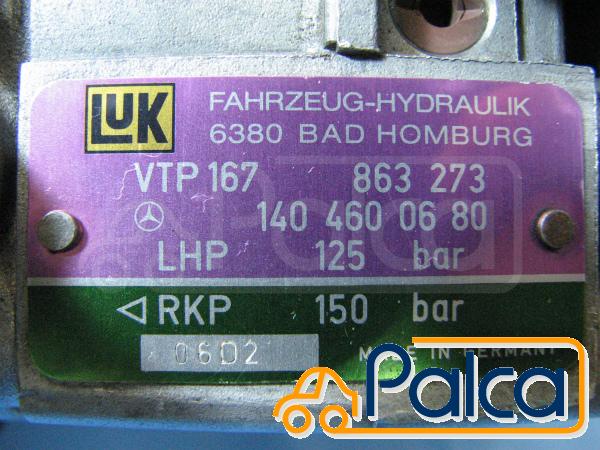 LUK
FAHRZEUG-HYDRAULIK
6380 BAD HOMBURG
VTP 167 863 273
140 460 06 80
LHP 125 bar
RKP 150 bar
06D2
MADE IN GERMANY
Palca
Palca